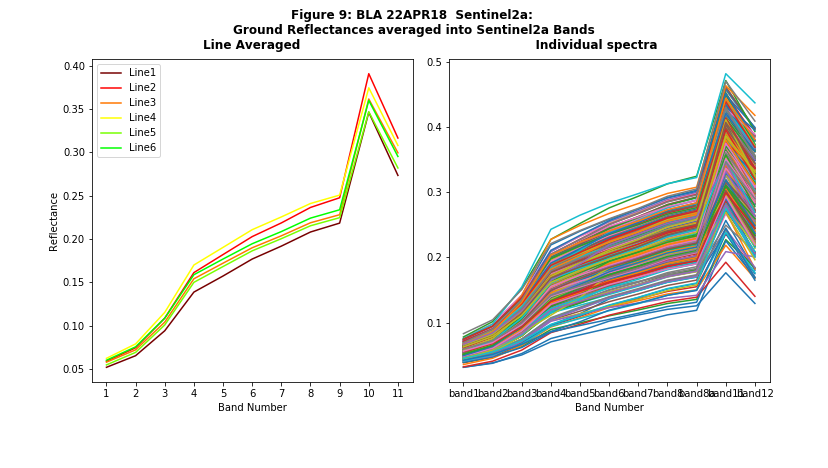 Figure 9: BLA 22APR18 Sentinel2a:
Ground Reflectances averaged into Sentinel2a Bands
Line Averaged
Individual spectra
Reflectance
0.40
0.35
0.30
0.25
0.20
0.15
0.10
0.05
Line1
Line2
Line3
Line4
Line5
Line6
1 2 3 4 5 6 7 8 9 10 11
Band Number
0.5
0.4
0.3
0.2
0.1
band1 band2 band3 band4 band5 band6 band7 band8 band8a band11 band12
Band Number